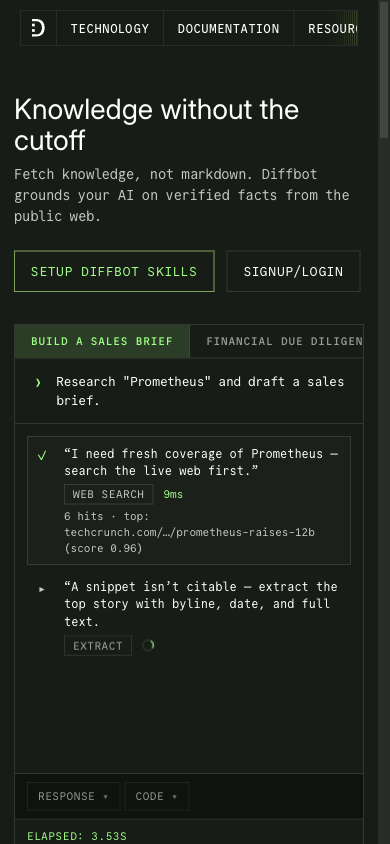 TECHNOLOGY DOCUMENTATION RESOUR
Knowledge without the
cutoff
Fetch knowledge, not markdown. Diffbot
grounds your AI on verified facts from the
public web.
SETUP DIFFBOT SKILLS SIGNUP/LOGIN
BUILD A SALES BRIEF FINANCIAL DUE DILIGEN
❯ Research "Prometheus" and draft a sales
brief.
✓ “I need fresh coverage of Prometheus —
search the live web first.”
WEB SEARCH 9ms
6 hits · top:
techcrunch.com/…/prometheus-raises-12b
(score 0.96)
▸ “A snippet isn’t citable — extract the
top story with byline, date, and full
text.
EXTRACT
RESPONSE ▾ CODE ▾
ELAPSED: 3.53S